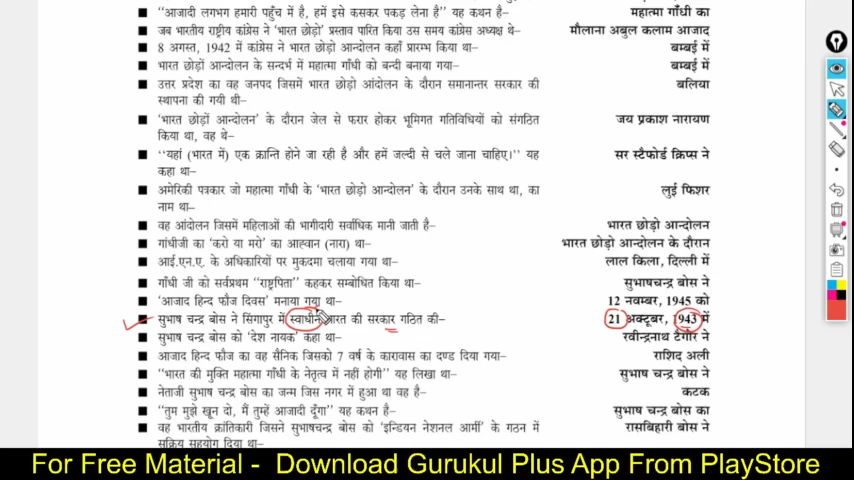 ■ "आजादी लगभग हमारी पहुँच में है, हमें इसे कसकर पकड़ लेना है" यह कथन है– महात्मा गाँधी का
■ जब भारतीय राष्ट्रीय कांग्रेस ने 'भारत छोड़ो' प्रस्ताव पारित किया उस समय कांग्रेस अध्यक्ष थे– मौलाना अबुल कलाम आजाद
■ 8 अगस्त, 1942 में कांग्रेस ने भारत छोड़ो आन्दोलन कहाँ प्रारम्भ किया था– बम्बई में
■ भारत छोड़ों आन्दोलन के सन्दर्भ में महात्मा गाँधी को बन्दी बनाया गया– बम्बई में
■ उत्तर प्रदेश का वह जनपद जिसमें भारत छोड़ो आंदोलन के दौरान समानान्तर सरकार की बलिया
स्थापना की गयी थी–
■ 'भारत छोड़ों आन्दोलन' के दौरान जेल से फरार होकर भूमिगत गतिविधियों को संगठित जय प्रकाश नारायण
किया था, वह थे–
■ "यहां (भारत में) एक क्रान्ति होने जा रही है और हमें जल्दी से चले जाना चाहिए।" यह सर स्टैफोर्ड क्रिप्स ने
कहा था–
■ अमेरिकी पत्रकार जो महात्मा गाँधी के 'भारत छोड़ो आन्दोलन' के दौरान उनके साथ था, का लुई फिशर
नाम था–
■ वह आंदोलन जिसमें महिलाओं की भागीदारी सर्वाधिक मानी जाती है– भारत छोड़ो आन्दोलन
■ गांधीजी का 'करो या मरो' का आह्वान (नारा) था– भारत छोड़ो आन्दोलन के दौरान
■ आई.एन.ए. के अधिकारियों पर मुकदमा चलाया गया था– लाल किला, दिल्ली में
■ गाँधी जी को सर्वप्रथम "राष्ट्रपिता" कहकर सम्बोधित किया था– सुभाषचन्द्र बोस ने
■ 'आजाद हिन्द फौज दिवस' मनाया गया था– 12 नवम्बर, 1945 को
■ सुभाष चन्द्र बोस ने सिंगापुर में स्वाधीन भारत की सरकार गठित की– 21 अक्टूबर, 1943 में
■ सुभाष चन्द्र बोस को 'देश नायक' कहा था– रवीन्द्रनाथ टैगोर ने
■ आजाद हिन्द फौज का वह सैनिक जिसको 7 वर्ष के कारावास का दण्ड दिया गया– राशिद अली
■ "भारत की मुक्ति महात्मा गाँधी के नेतृत्व में नहीं होगी" यह लिखा था– सुभाष चन्द्र बोस ने
■ नेताजी सुभाष चन्द्र बोस का जन्म जिस नगर में हुआ था वह है– कटक
■ "तुम मुझे खून दो, मैं तुम्हें आजादी दूँगा" यह कथन है– सुभाष चन्द्र बोस का
■ वह भारतीय क्रांतिकारी जिसने सुभाषचन्द्र बोस को 'इन्डियन नेशनल आर्मी' के गठन में रासबिहारी बोस ने
सक्रिय सहयोग दिया था–
For Free Material - Download Gurukul Plus App From PlayStore